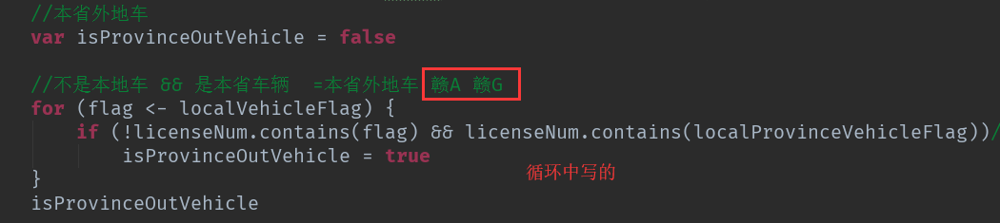 //本省外地车
var isProvinceOutVehicle = false
//不是本地车 && 是本省车辆  =本省外地车 赣A 赣G
for (flag <- localVehicleFlag) {
    if (!licenseNum.contains(flag) && licenseNum.contains(localProvinceVehicleFlag))/
        isProvinceOutVehicle = true
循环中写的
}
isProvinceOutVehicle